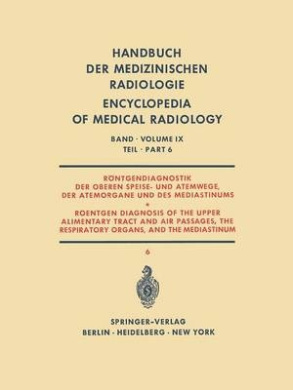 HANDBUCH
DER MEDIZINISCHEN
RADIOLOGIE
ENCYCLOPEDIA
OF MEDICAL RADIOLOGY
BAND · VOLUME IX
TEIL · PART 6
RÖNTGENDIAGNOSTIK
DER OBEREN SPEISE- UND ATEMWEGE,
DER ATEMORGANE UND DES MEDIASTINUMS
ROENTGEN DIAGNOSIS OF THE UPPER
ALIMENTARY TRACT AND AIR PASSAGES, THE
RESPIRATORY ORGANS, AND THE MEDIASTINUM
6
SPRINGER-VERLAG
BERLIN · HEIDELBERG · NEW YORK